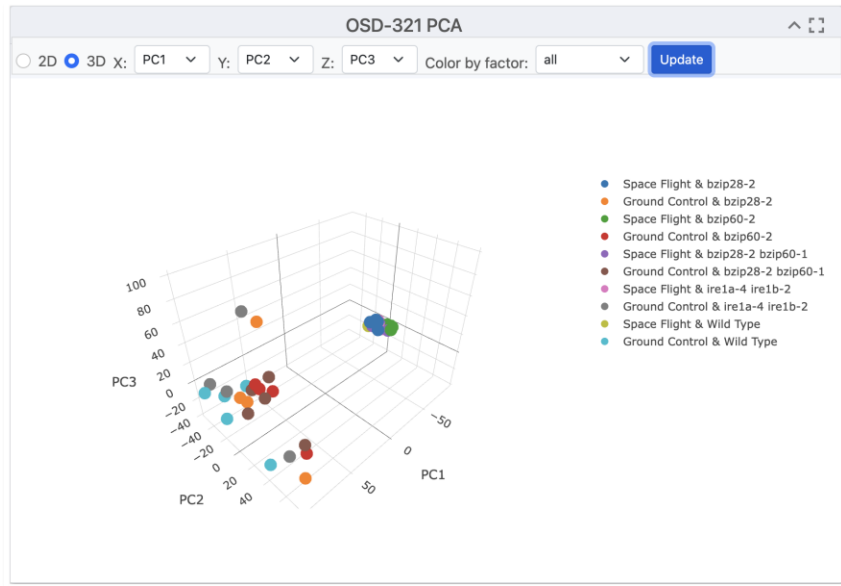 OSD-321 PCA
2D 3D X: PC1 Y: PC2 Z: PC3 Color by factor: all Update
Space Flight & bzip28-2
Ground Control & bzip28-2
Space Flight & bzip60-2
Ground Control & bzip60-2
Space Flight & bzip28-2 bzip60-1
Ground Control & bzip28-2 bzip60-1
Space Flight & ire1a-4 ire1b-2
Ground Control & ire1a-4 ire1b-2
Space Flight & Wild Type
Ground Control & Wild Type
100
80
60
40
20
0
−20
−40
PC3
−40
−20
0
20
40
PC2
50
0
−50
PC1